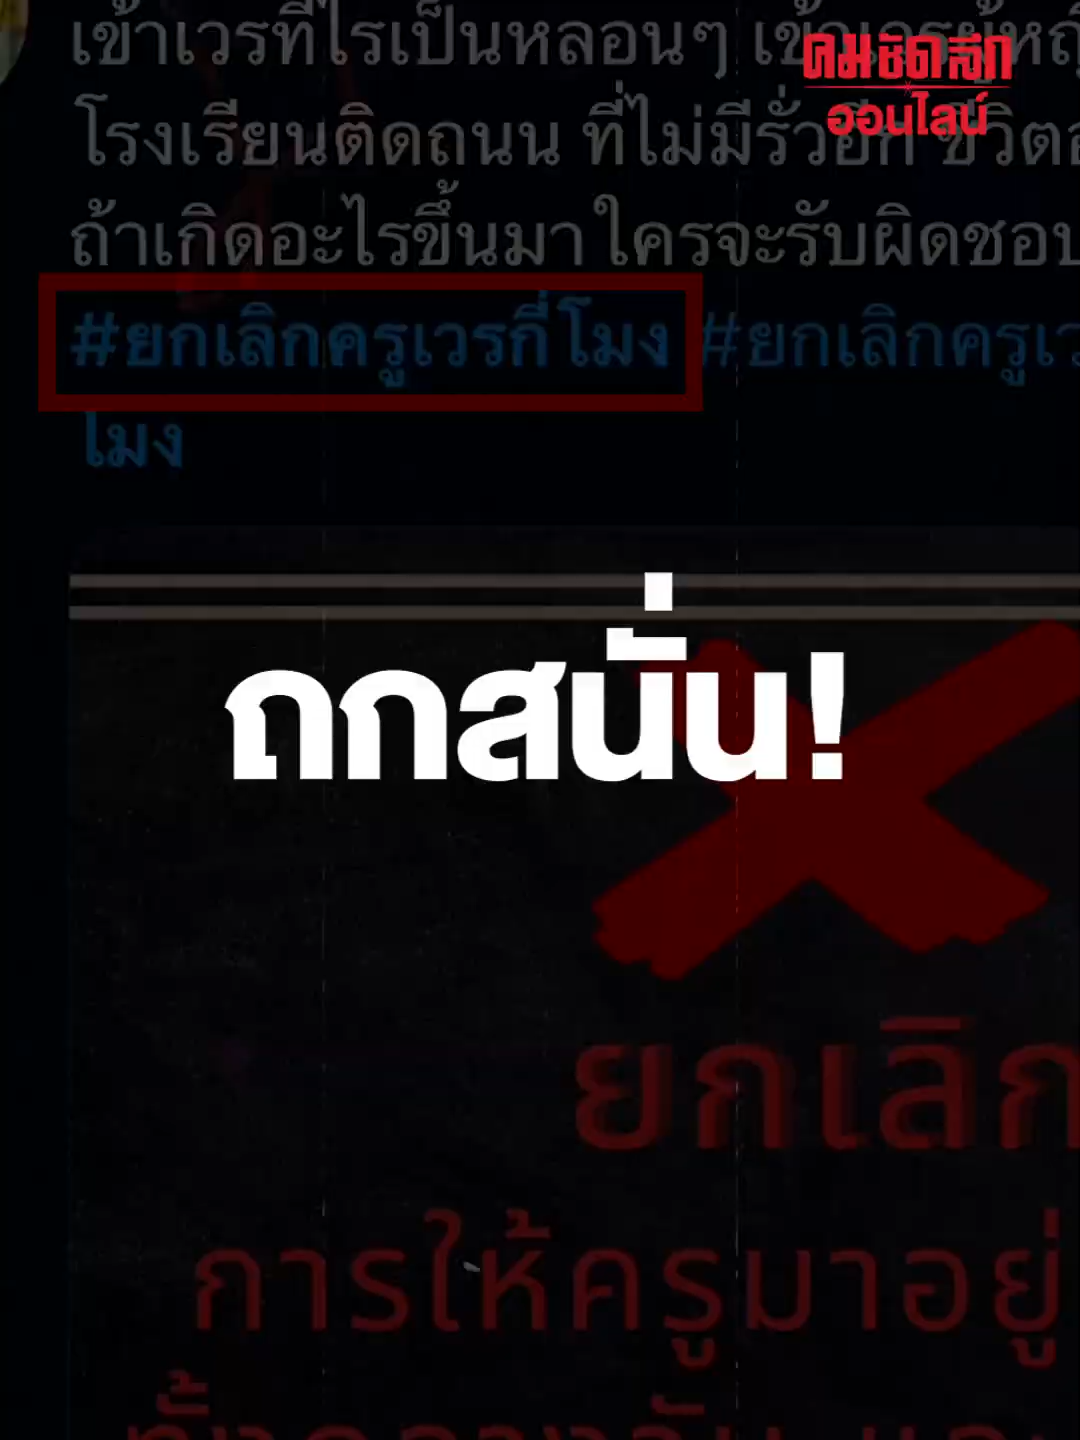 เข้าเวรทีไรเป็นหลอนๆ
คมชัดลึก
ออนไลน์
โรงเรียนติดถนน ที่ไม่มีรั่วอีก ชีวิต
ถ้าเกิดอะไรขึ้นมา ใครจะรับผิดชอบ
#ยกเลิกครูเวรกี่โมง #ยกเลิกครูเว
โมง
ถกสนั่น!
ยกเลิก
การให้ครูมาอยู่